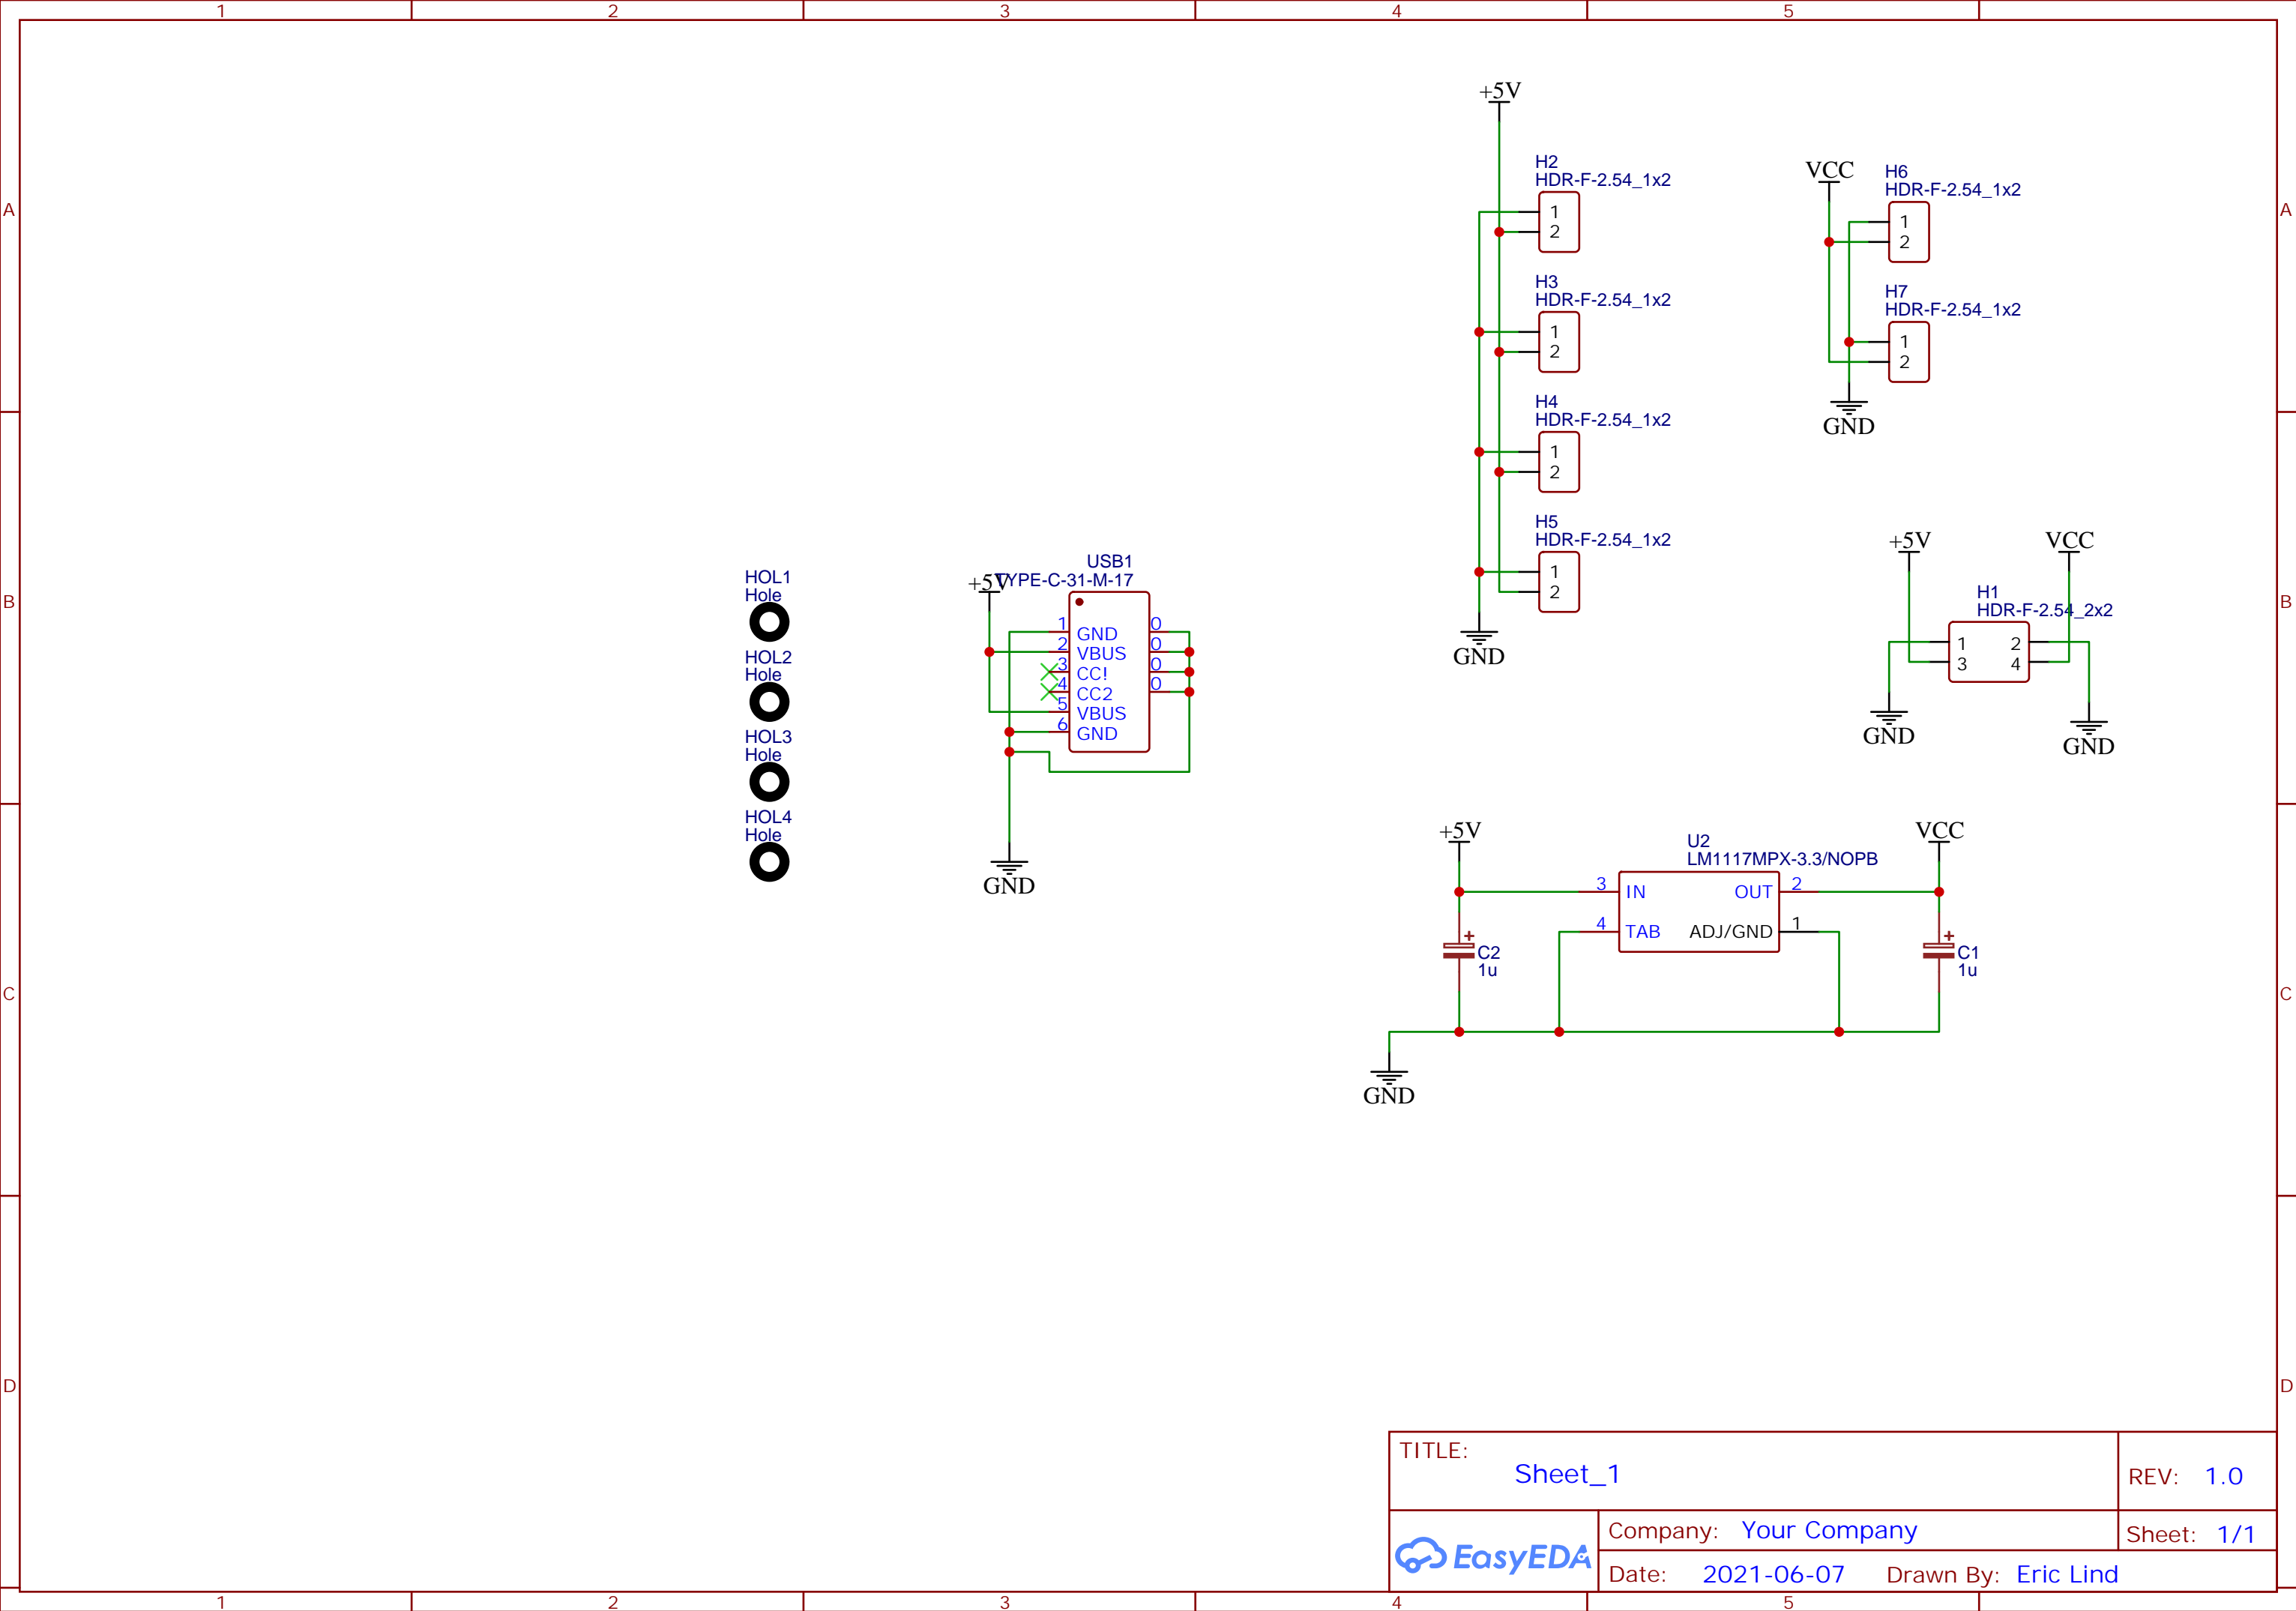 1 2 3 4 5
+5V
H2
HDR-F-2.54_1x2
1
2
VCC
H6
HDR-F-2.54_1x2
1
2
A
A
H3
HDR-F-2.54_1x2
1
2
H7
HDR-F-2.54_1x2
1
2
GND
H4
HDR-F-2.54_1x2
1
2
H5
HDR-F-2.54_1x2
1
2
GND
+5V
VCC
H1
HDR-F-2.54_2x2
1 2
3 4
GND
GND
B
B
HOL1
Hole
HOL2
Hole
HOL3
Hole
HOL4
Hole
USB1
+5V
TYPE-C-31-M-17
1 GND 0
2 VBUS 0
3 CC! 0
4 CC2 0
5 VBUS
6 GND
GND
+5V
VCC
U2
LM1117MPX-3.3/NOPB
3 IN OUT 2
4 TAB ADJ/GND 1
+
C2
1u
+
C1
1u
GND
C
C
D
D
TITLE:
Sheet_1
REV: 1.0
EasyEDA
Company: Your Company
Sheet: 1/1
Date: 2021-06-07 Drawn By: Eric Lind
1 2 3 4 5